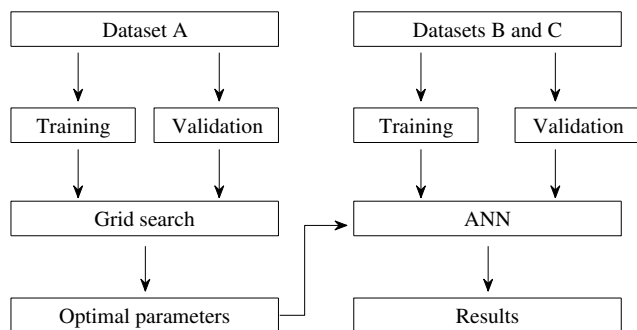 Dataset A
Training
Validation
Grid search
Optimal parameters
Datasets B and C
Training
Validation
ANN
Results